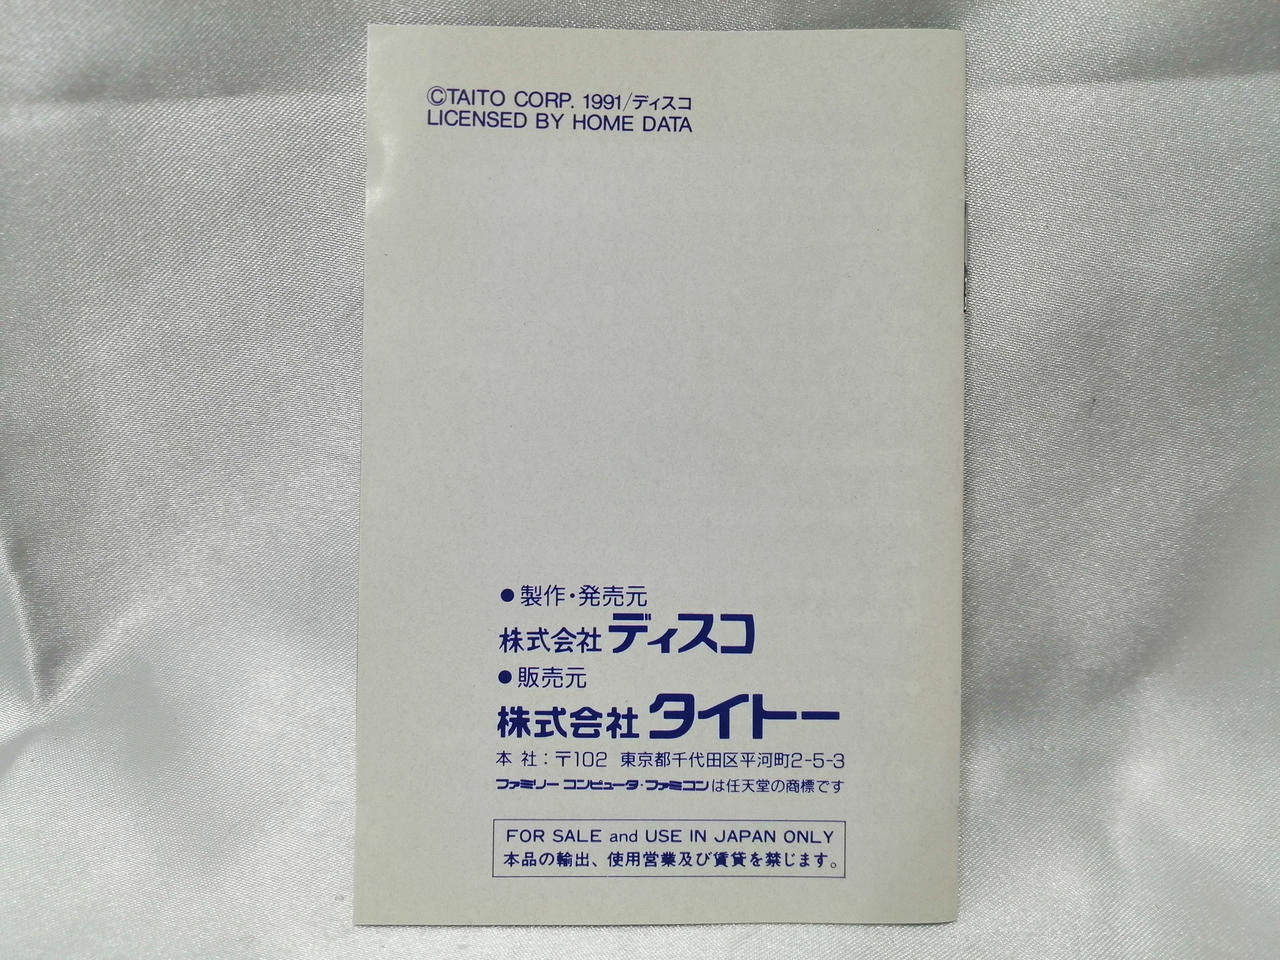 ©TAITO CORP. 1991/ディスコ
LICENSED BY HOME DATA
●製作・発売元
株式会社ディスコ
●販売元
株式会社タイトー
本 社：〒102 東京都千代田区平河町2-5-3
ファミリーコンピュータ・ファミコンは任天堂の商標です
FOR SALE and USE IN JAPAN ONLY
本品の輸出、使用営業及び賃貸を禁じます。